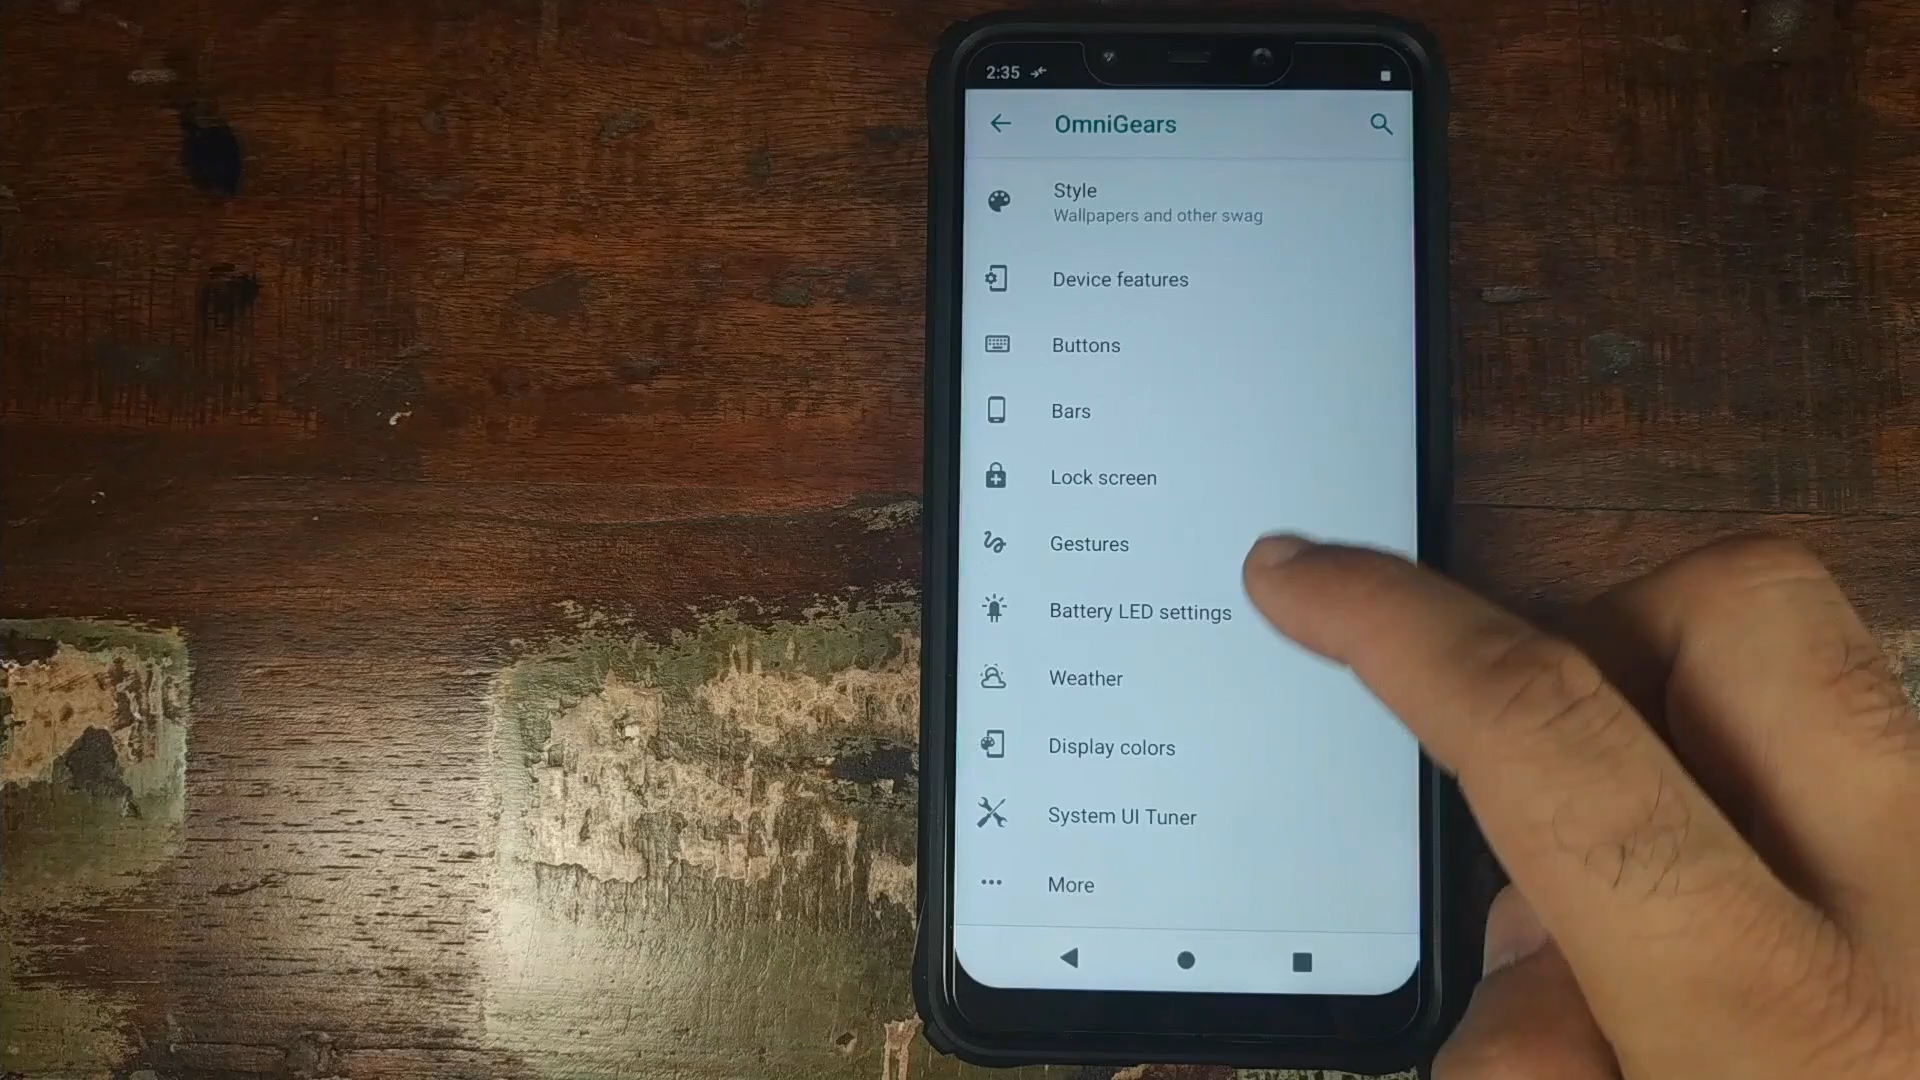 2:35
OmniGears
Style
Wallpapers and other swag
Device features
Buttons
Bars
Lock screen
Gestures
Battery LED settings
Weather
Display colors
System UI Tuner
More